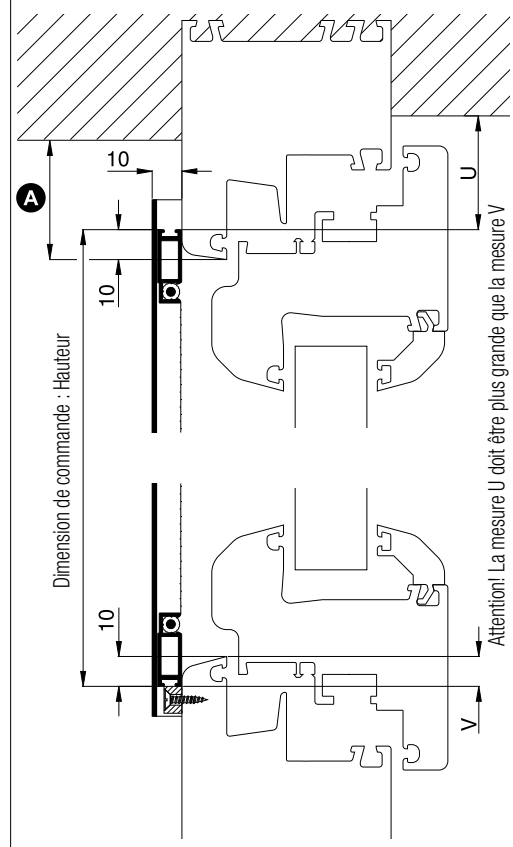 10
A
U
10
Dimension de commande : Hauteur
Attention! La mesure U doit être plus grande que la mesure V
10
V